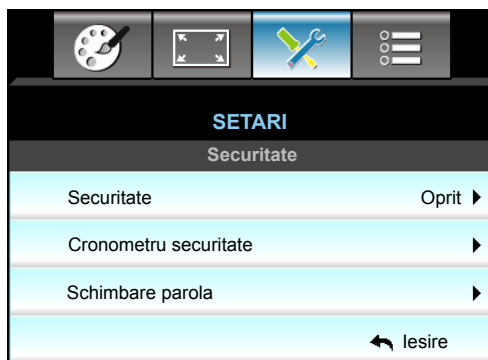 SETARI
Securitate
Securitate Oprit
Cronometru securitate
Schimbare parola
Iesire